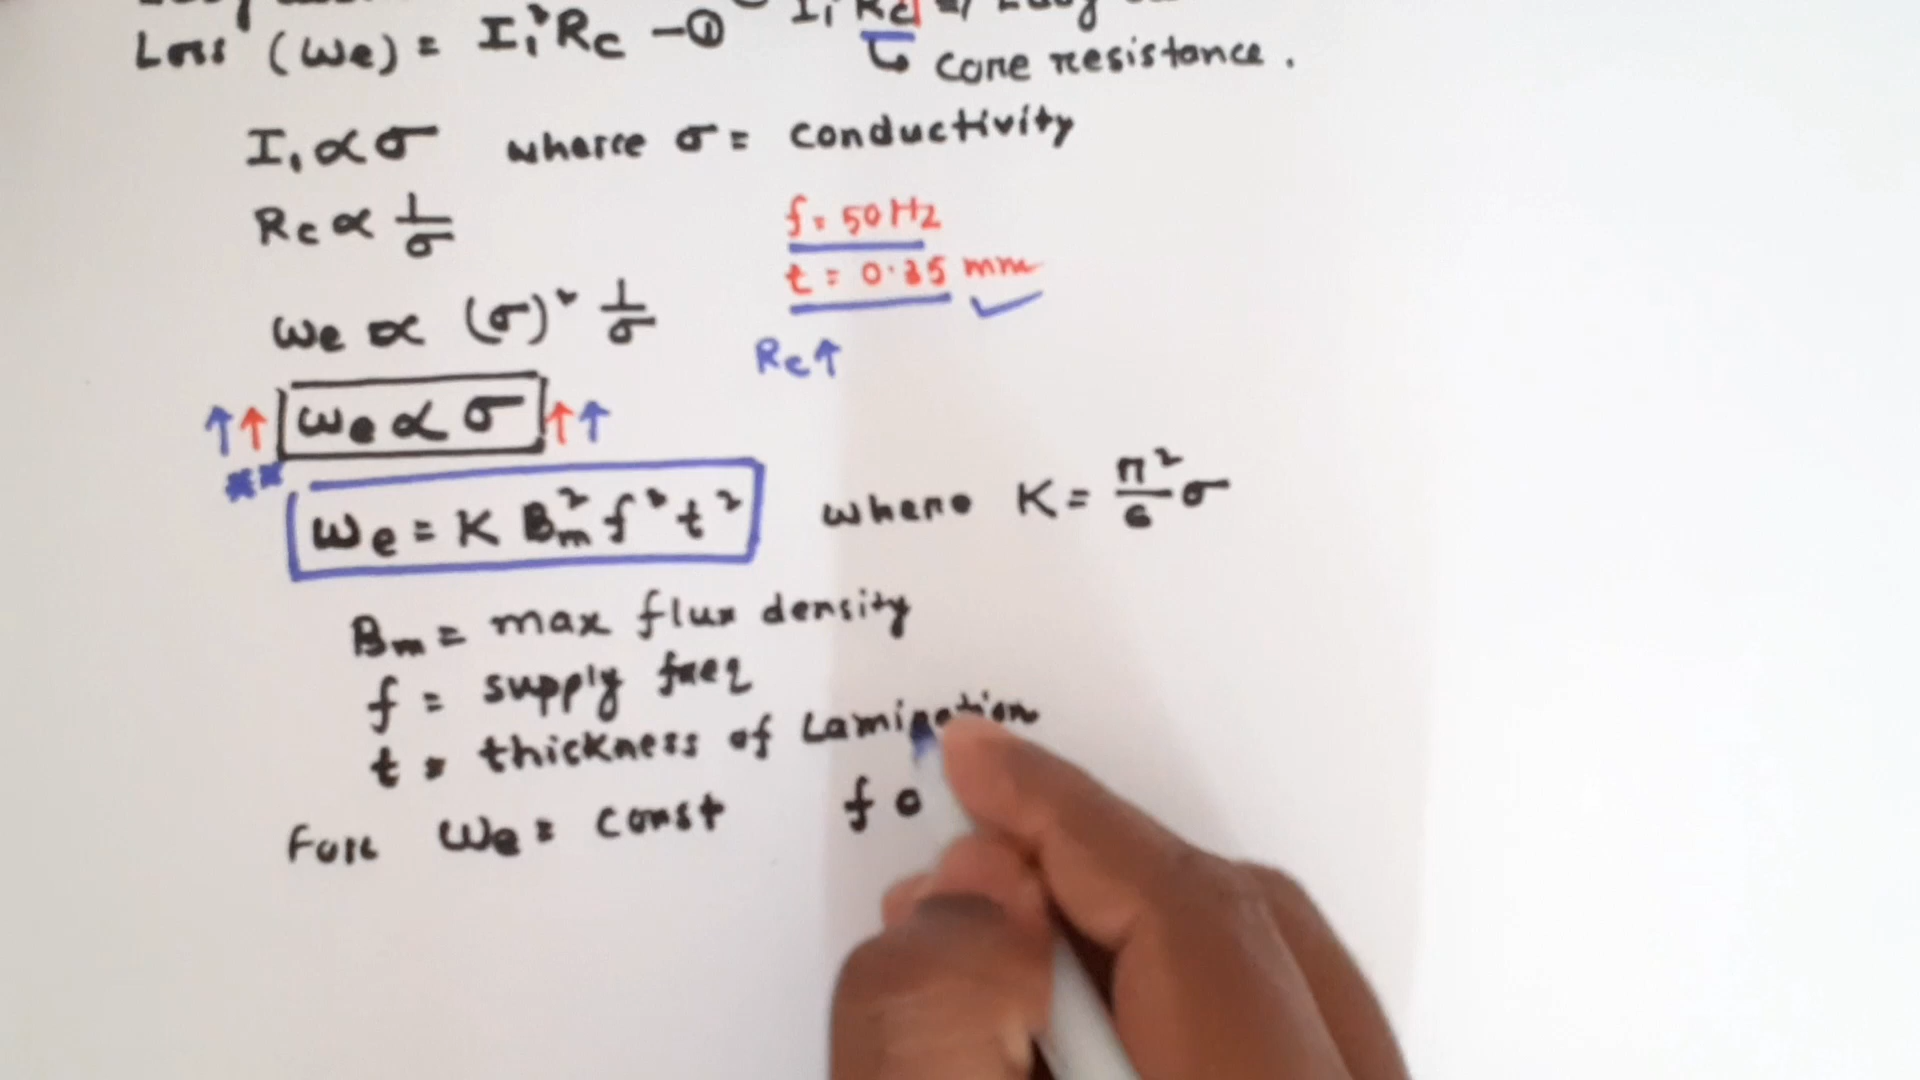 Loss (We) = I₁²Rc —① I₁ Rc
↳ Core resistance.
I₁ ∝ σ wharce σ = conductivity
Rc ∝ 1/σ
f = 50 Hz
t = 0.35 mm
We ∝ (σ)² 1/σ
Rc↑
↑↑ We ∝ σ ↑↑
**
We = K Bm² f² t² where K = π²/6 σ
Bm = max flux density
f = supply freq
t = thickness of Lamination
For We = const f